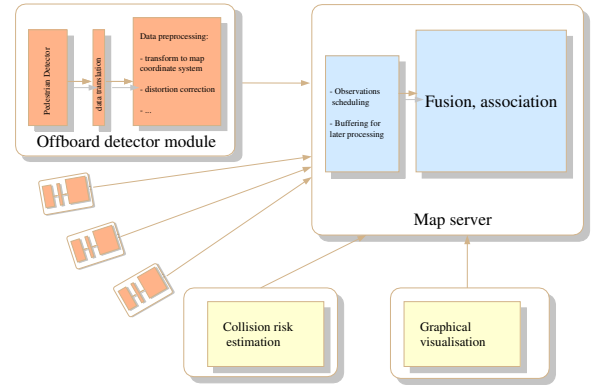 Pedestrian Detector
data translation
Data preprocessing:
- transform to map
coordinate system
- distortion correction
- ...
Offboard detector module
- Observations
scheduling
- Buffering for
later processing
Fusion, association
Map server
Collision risk
estimation
Graphical
visualisation